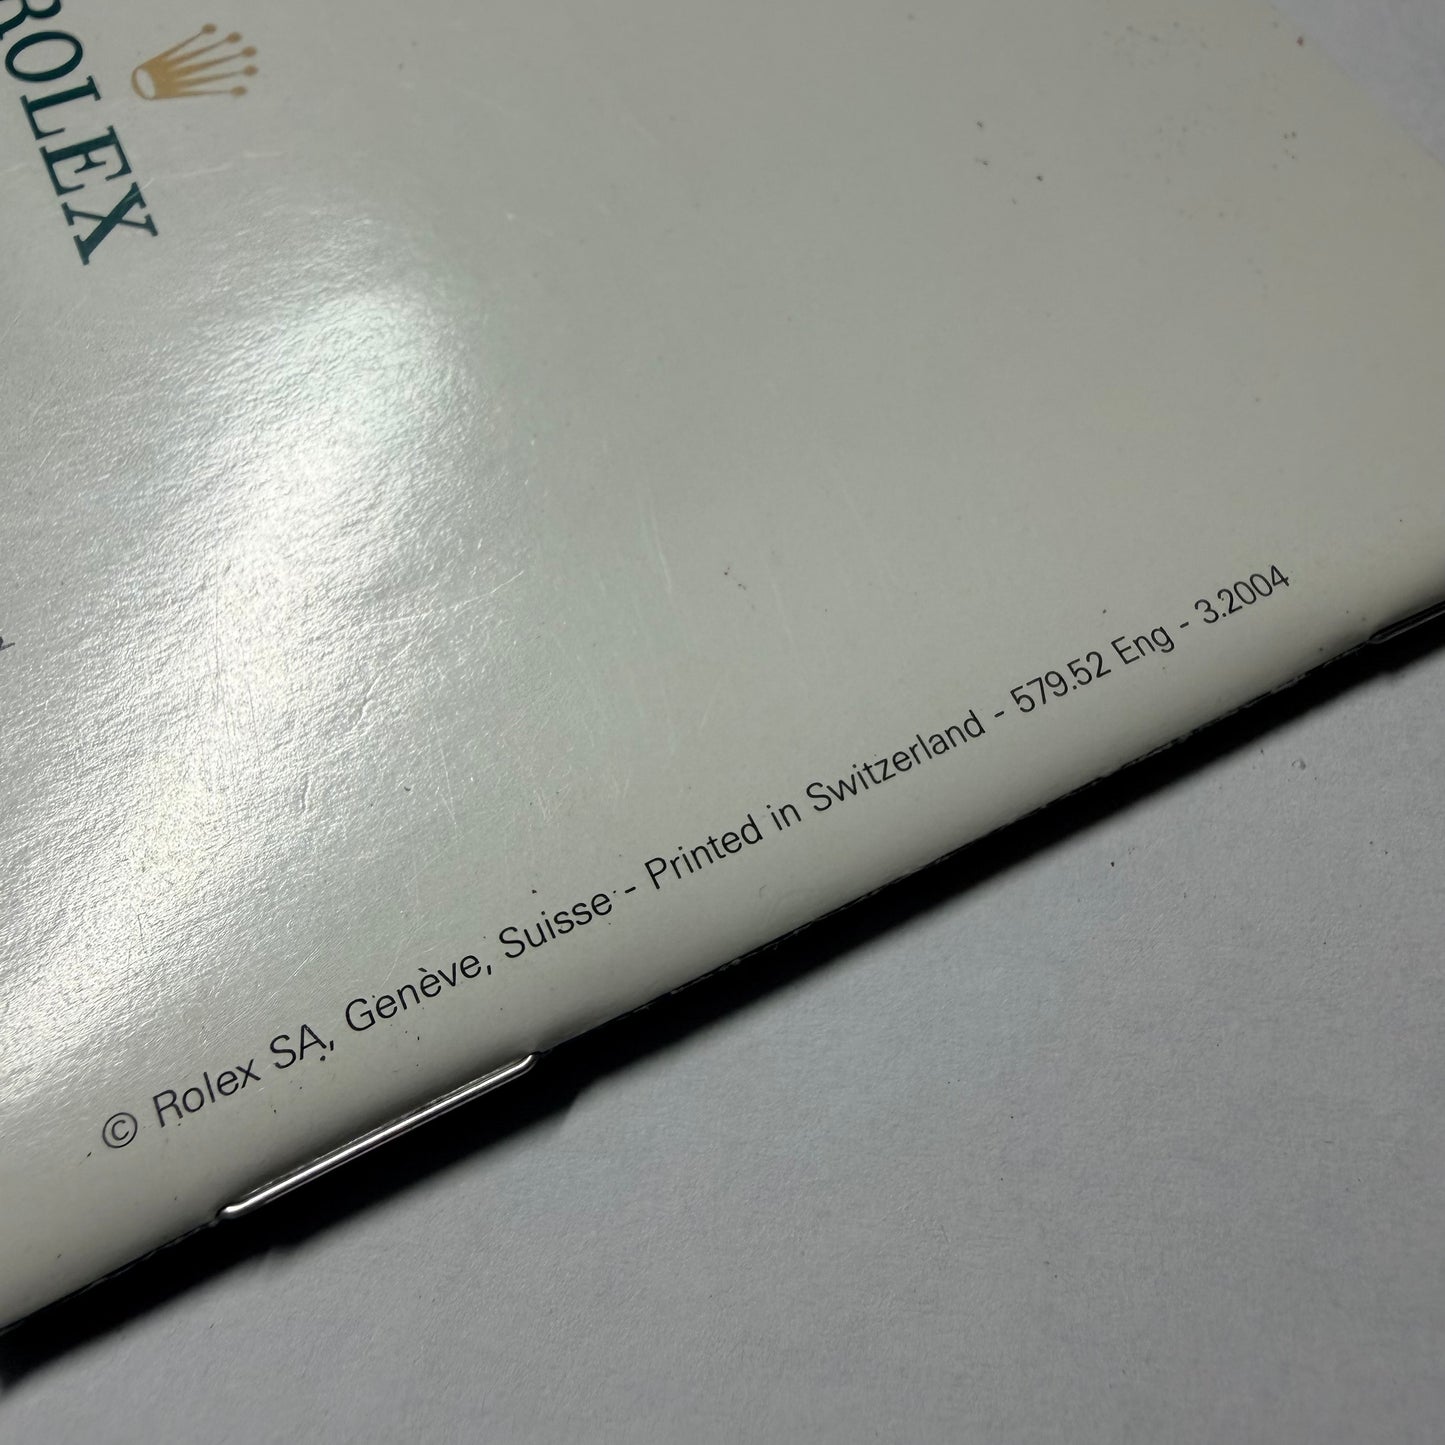 ROLEX
© Rolex SA, Genève, Suisse - Printed in Switzerland - 579.52 Eng - 3.2004